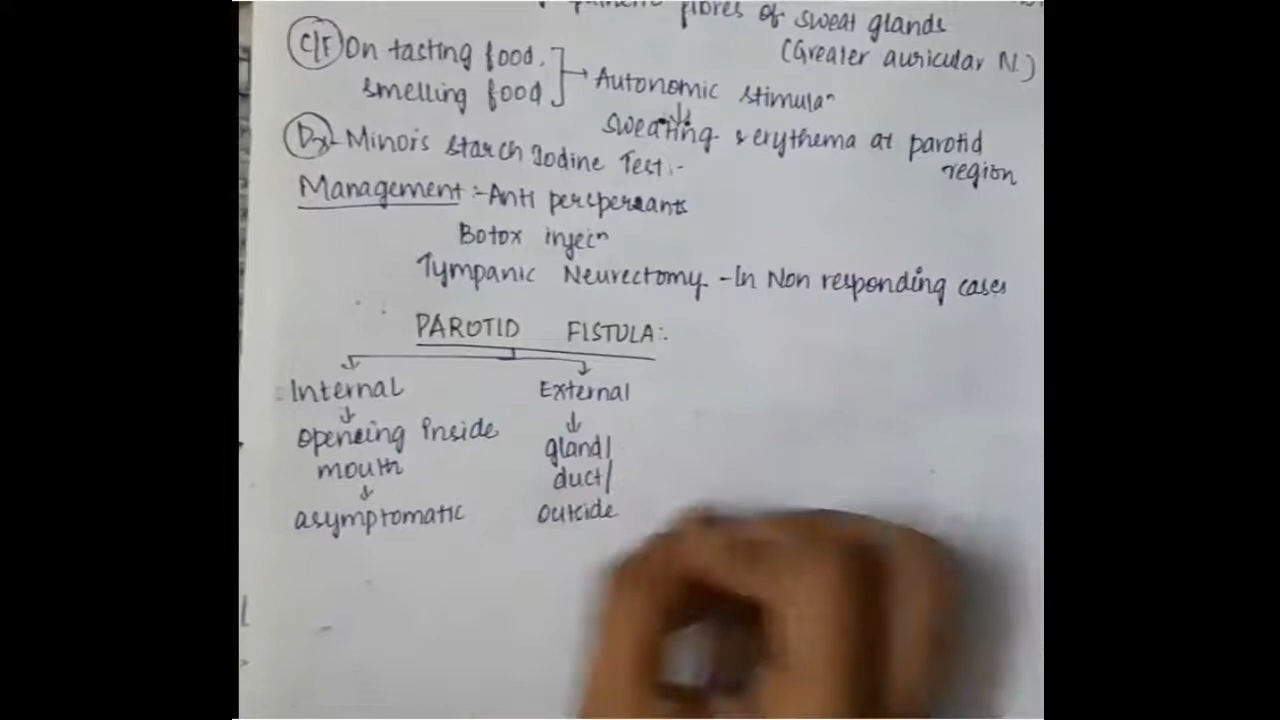 fibres of sweat glands
(Greater auricular N.)
C/F On tasting food,
smelling food → Autonomic stimulaⁿ
↓
sweating & erythema at parotid
region
Dx - Minor's starch Iodine Test:-
Management :- Anti perspersants
Botox injecⁿ
Tympanic Neurectomy - In Non responding cases
PAROTID FISTULA:.
Internal
External
↓
↓
Openeing inside
mouth
gland/
duct/
outside
↓
asymptomatic